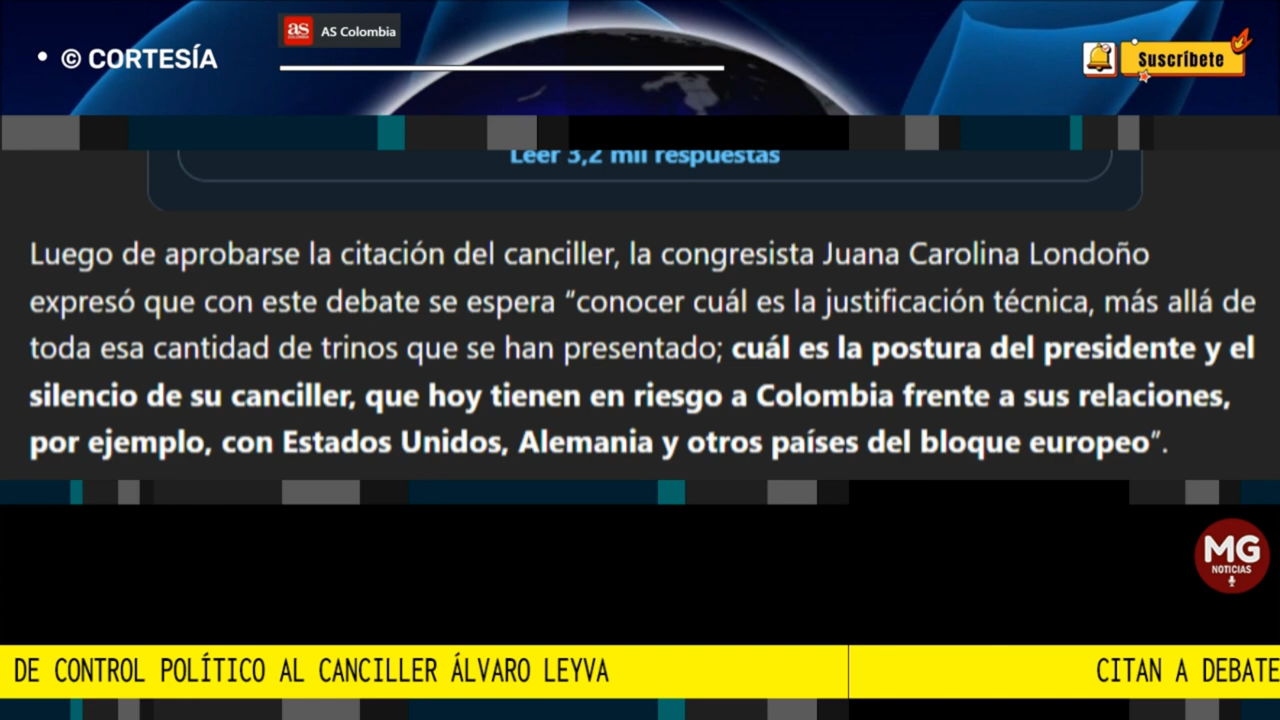 • © CORTESÍA
as
COLOMBIA
AS Colombia
Suscríbete
Leer 3,2 mil respuestas
Luego de aprobarse la citación del canciller, la congresista Juana Carolina Londoño
expresó que con este debate se espera “conocer cuál es la justificación técnica, más allá de
toda esa cantidad de trinos que se han presentado; cuál es la postura del presidente y el
silencio de su canciller, que hoy tienen en riesgo a Colombia frente a sus relaciones,
por ejemplo, con Estados Unidos, Alemania y otros países del bloque europeo”.
MG
NOTICIAS
DE CONTROL POLÍTICO AL CANCILLER ÁLVARO LEYVA
CITAN A DEBATE